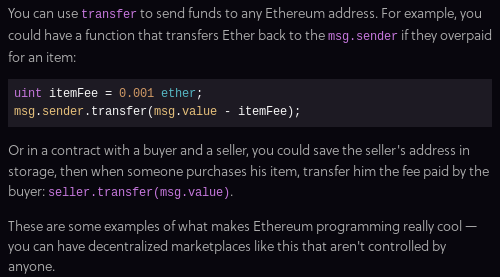 You can use transfer to send funds to any Ethereum address. For example, you
could have a function that transfers Ether back to the msg.sender if they overpaid
for an item:
uint itemFee = 0.001 ether;
msg.sender.transfer(msg.value - itemFee);
Or in a contract with a buyer and a seller, you could save the seller's address in
storage, then when someone purchases his item, transfer him the fee paid by the
buyer: seller.transfer(msg.value).
These are some examples of what makes Ethereum programming really cool —
you can have decentralized marketplaces like this that aren't controlled by
anyone.